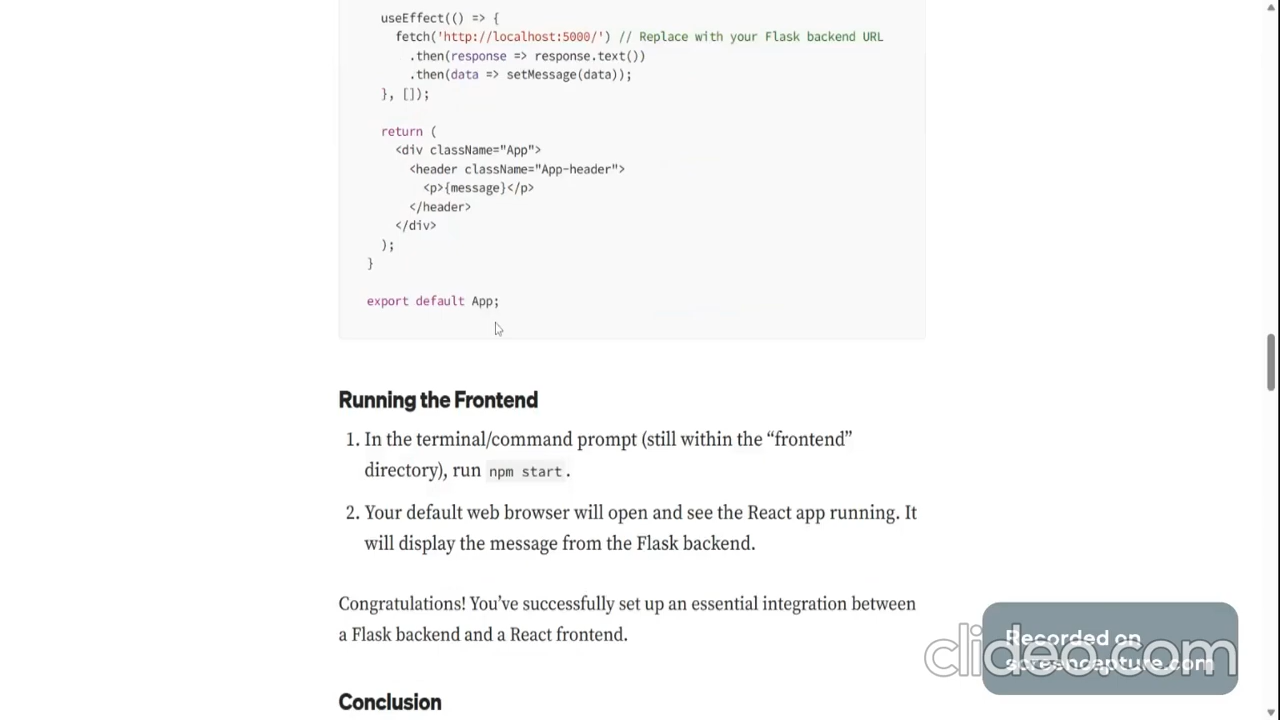 useEffect(() => {
fetch('http://localhost:5000/') // Replace with your Flask backend URL
.then(response => response.text())
.then(data => setMessage(data));
}, []);
return (
<div className="App">
<header className="App-header">
<p>{message}</p>
</header>
</div>
);
}
export default App;
Running the Frontend
1. In the terminal/command prompt (still within the “frontend”
directory), run npm start.
2. Your default web browser will open and see the React app running. It
will display the message from the Flask backend.
Congratulations! You’ve successfully set up an essential integration between
a Flask backend and a React frontend.
Recorded on
screencapture.com
clideo.com
Conclusion